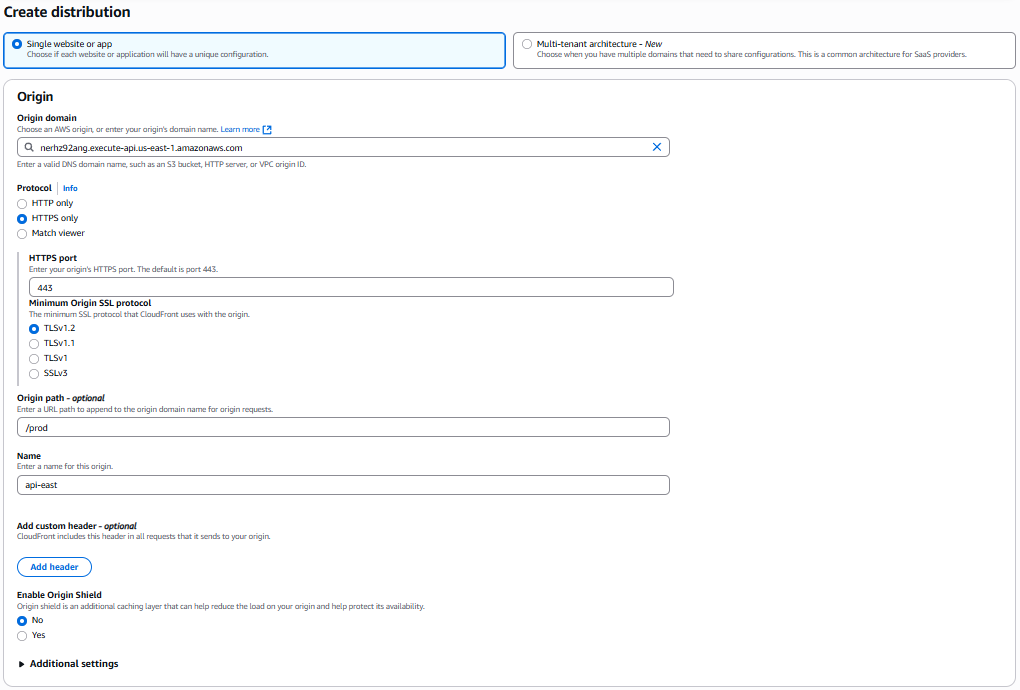 Create distribution
Single website or app
Choose if each website or application will have a unique configuration.
Multi-tenant architecture - New
Choose when you have multiple domains that need to share configurations. This is a common architecture for SaaS providers.
Origin
Origin domain
Choose an AWS origin, or enter your origin's domain name. Learn more
nerhz92ang.execute-api.us-east-1.amazonaws.com
Enter a valid DNS domain name, such as an S3 bucket, HTTP server, or VPC origin ID.
Protocol Info
HTTP only
HTTPS only
Match viewer
HTTPS port
Enter your origin's HTTPS port. The default is port 443.
443
Minimum Origin SSL protocol
The minimum SSL protocol that CloudFront uses with the origin.
TLSv1.2
TLSv1.1
TLSv1
SSLv3
Origin path - optional
Enter a URL path to append to the origin domain name for origin requests.
/prod
Name
Enter a name for this origin.
api-east
Add custom header - optional
CloudFront includes this header in all requests that it sends to your origin.
Add header
Enable Origin Shield
Origin shield is an additional caching layer that can help reduce the load on your origin and help protect its availability.
No
Yes
Additional settings